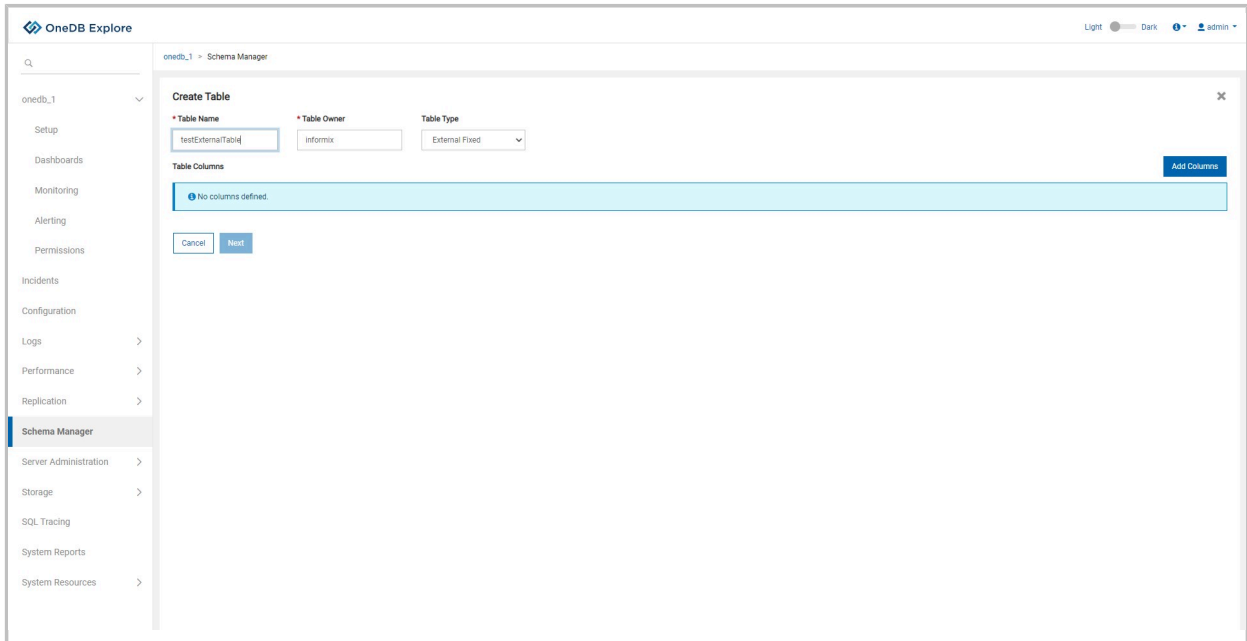 OneDB Explore
Light Dark admin
onedb_1 > Schema Manager
onedb_1
Setup
Dashboards
Monitoring
Alerting
Permissions
Incidents
Configuration
Logs
Performance
Replication
Schema Manager
Server Administration
Storage
SQL Tracing
System Reports
System Resources
Create Table
* Table Name * Table Owner Table Type
testExternalTable informix External Fixed
Table Columns Add Columns
No columns defined.
Cancel Next